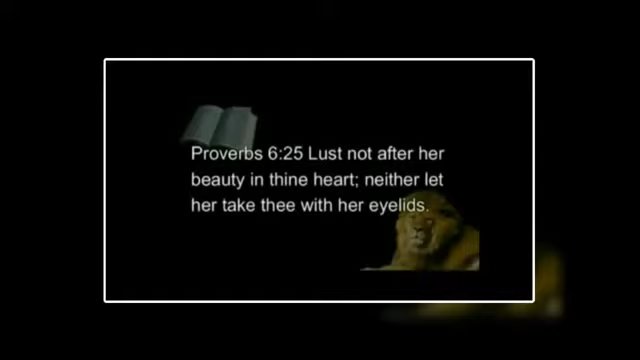 Proverbs 6:25 Lust not after her
beauty in thine heart; neither let
her take thee with her eyelids.